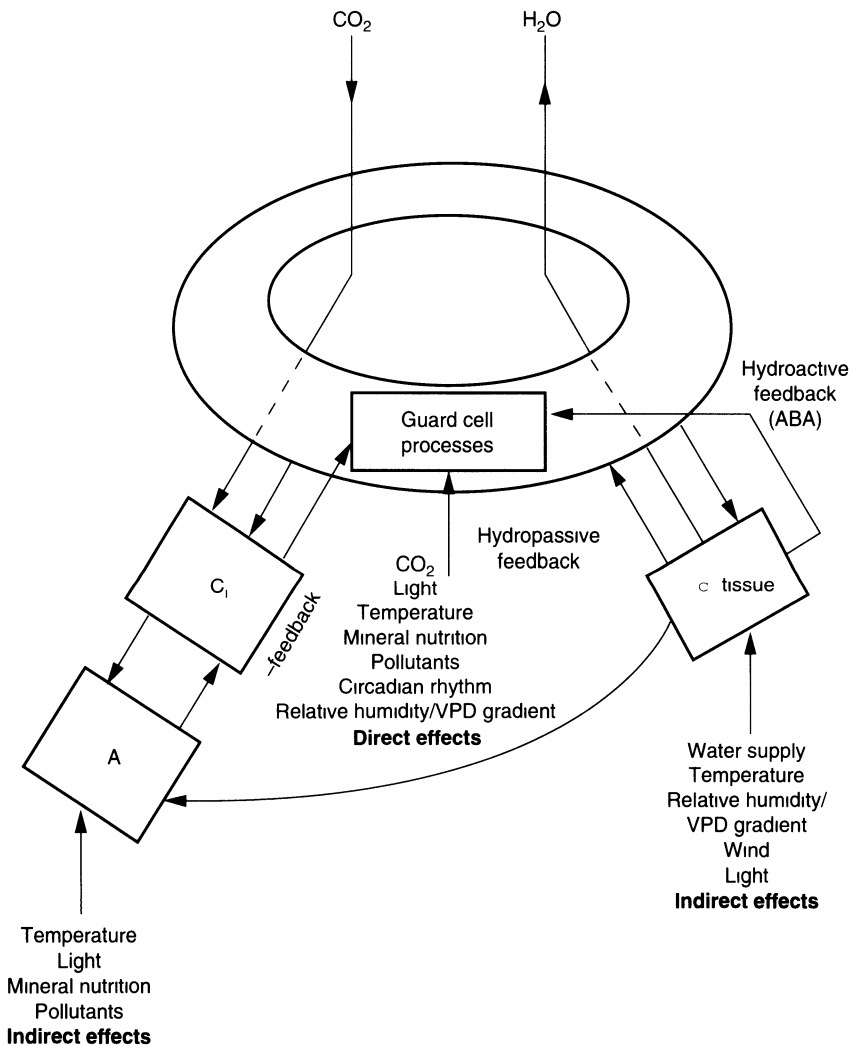 CO₂
H₂O
Hydroactive
feedback
(ABA)
Guard cell
processes
Hydropassive
feedback
Cᵢ
c tissue
–feedback
CO₂
Light
Temperature
Mineral nutrition
Pollutants
Circadian rhythm
Relative humidity/VPD gradient
Direct effects
A
Water supply
Temperature
Relative humidity/
VPD gradient
Wind
Light
Indirect effects
Temperature
Light
Mineral nutrition
Pollutants
Indirect effects